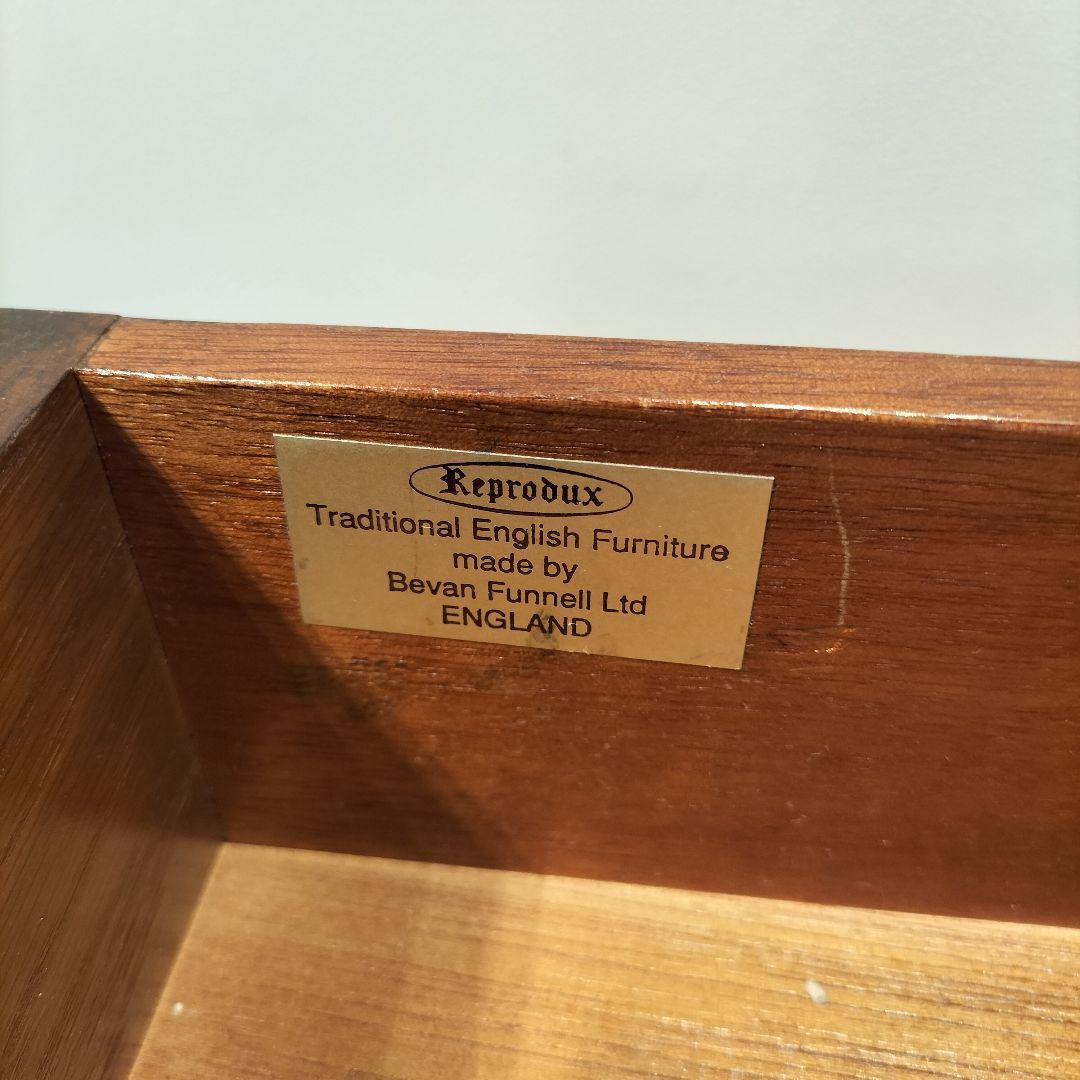 Reprodux
Traditional English Furniture
made by
Bevan Funnell Ltd
ENGLAND